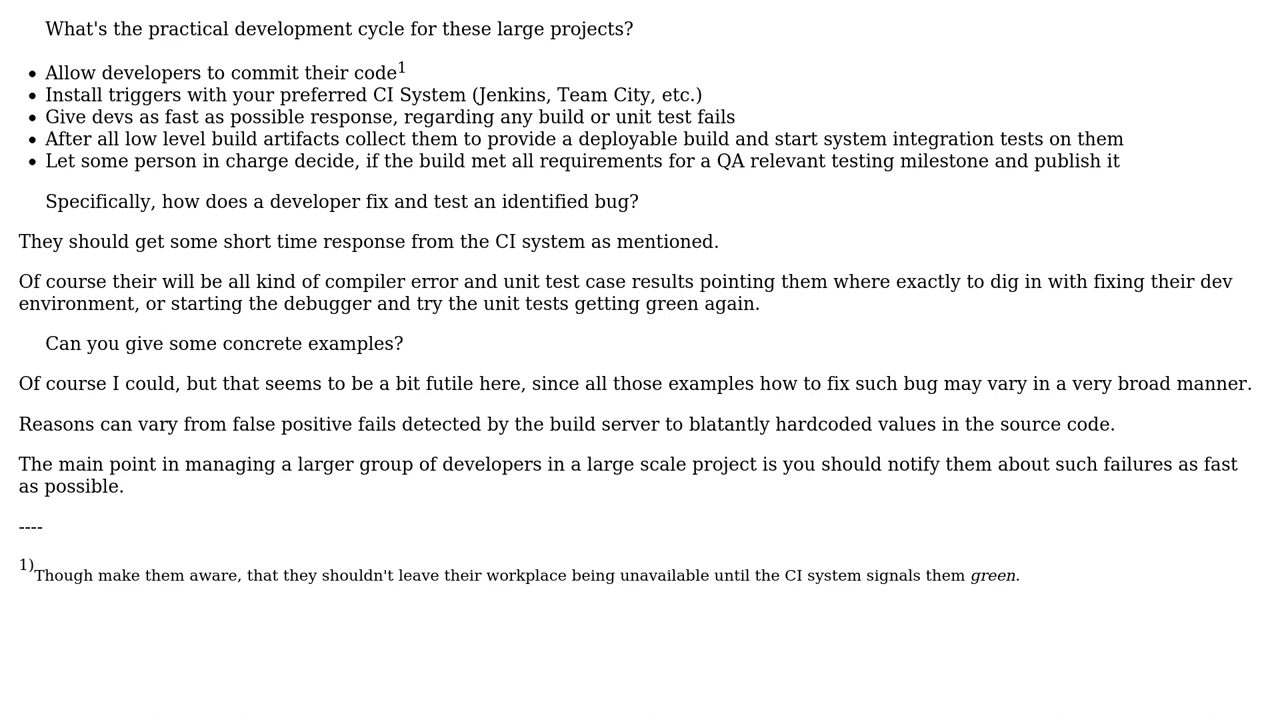 What's the practical development cycle for these large projects?
• Allow developers to commit their code1
• Install triggers with your preferred CI System (Jenkins, Team City, etc.)
• Give devs as fast as possible response, regarding any build or unit test fails
• After all low level build artifacts collect them to provide a deployable build and start system integration tests on them
• Let some person in charge decide, if the build met all requirements for a QA relevant testing milestone and publish it
Specifically, how does a developer fix and test an identified bug?
They should get some short time response from the CI system as mentioned.
Of course their will be all kind of compiler error and unit test case results pointing them where exactly to dig in with fixing their dev
environment, or starting the debugger and try the unit tests getting green again.
Can you give some concrete examples?
Of course I could, but that seems to be a bit futile here, since all those examples how to fix such bug may vary in a very broad manner.
Reasons can vary from false positive fails detected by the build server to blatantly hardcoded values in the source code.
The main point in managing a larger group of developers in a large scale project is you should notify them about such failures as fast
as possible.
----
1)Though make them aware, that they shouldn't leave their workplace being unavailable until the CI system signals them green.